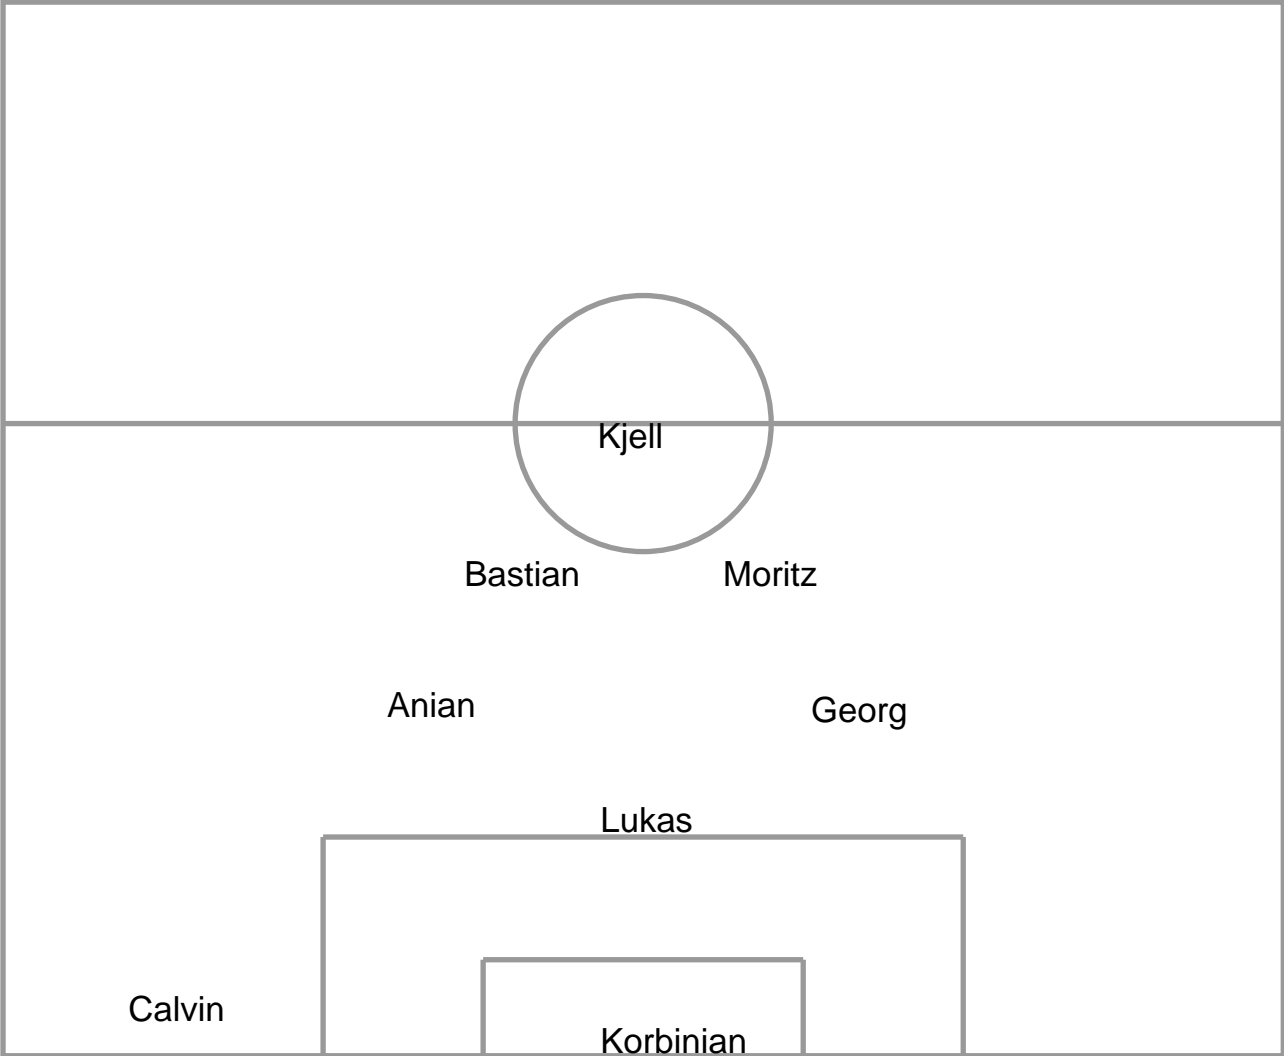 Kjell
Bastian Moritz
Anian Georg
Lukas
Calvin
Korbinian